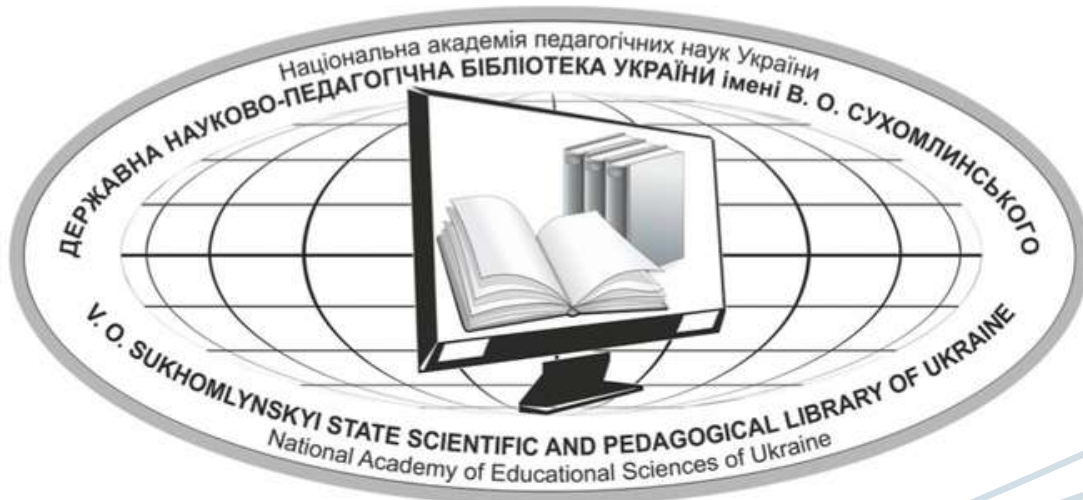 Національна академія педагогічних наук України
ДЕРЖАВНА НАУКОВО-ПЕДАГОГІЧНА БІБЛІОТЕКА УКРАЇНИ імені В. О. СУХОМЛИНСЬКОГО
V. O. SUKHOMLYNSKYI STATE SCIENTIFIC AND PEDAGOGICAL LIBRARY OF UKRAINE
National Academy of Educational Sciences of Ukraine